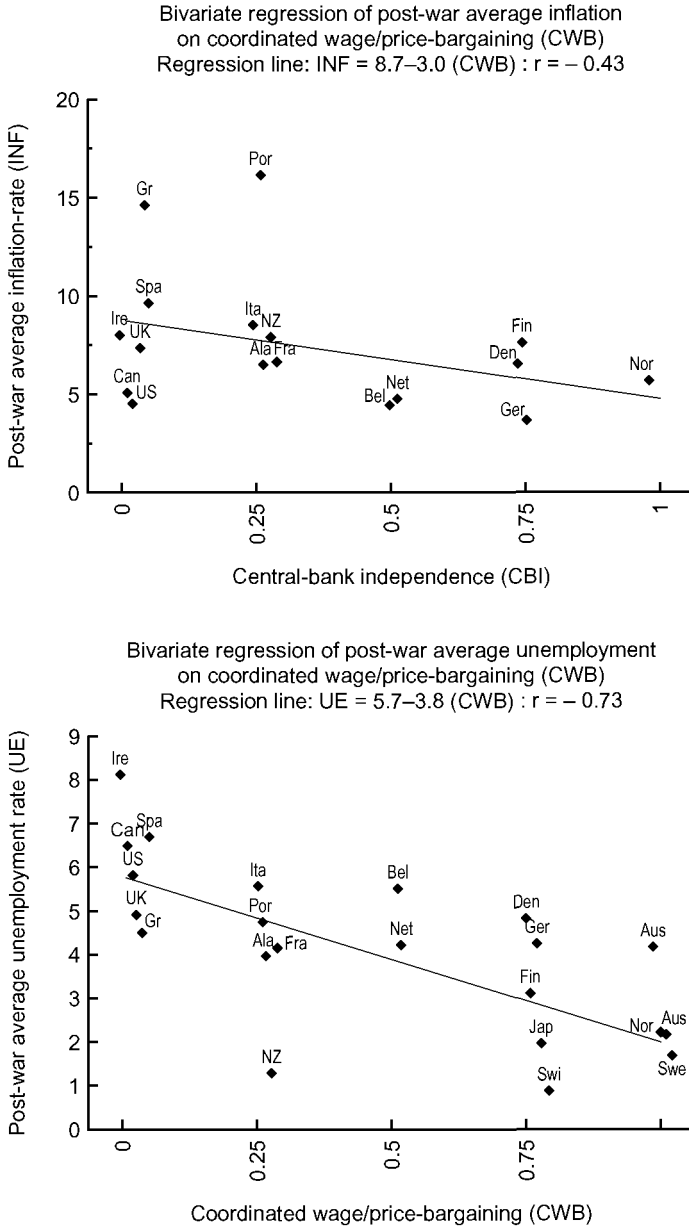 Bivariate regression of post-war average inflation
on coordinated wage/price-bargaining (CWB)
Regression line: INF = 8.7–3.0 (CWB) : r = – 0.43
Post-war average inflation-rate (INF)
20
15
10
5
0
Por
Gr
Spa
Ire
UK
Ita
NZ
Fin
Ala
Fra
Den
Nor
Can
US
Bel
Net
Ger
0
0.25
0.5
0.75
1
Central-bank independence (CBI)
Bivariate regression of post-war average unemployment
on coordinated wage/price-bargaining (CWB)
Regression line: UE = 5.7–3.8 (CWB) : r = – 0.73
Post-war average unemployment rate (UE)
9
8
7
6
5
4
3
2
1
0
Ire
Can
Spa
US
Ita
Bel
UK
Gr
Por
Den
Ala
Fra
Net
Ger
Aus
Fin
Jap
Nor
Aus
NZ
Swi
Swe
0
0.25
0.5
0.75
Coordinated wage/price-bargaining (CWB)